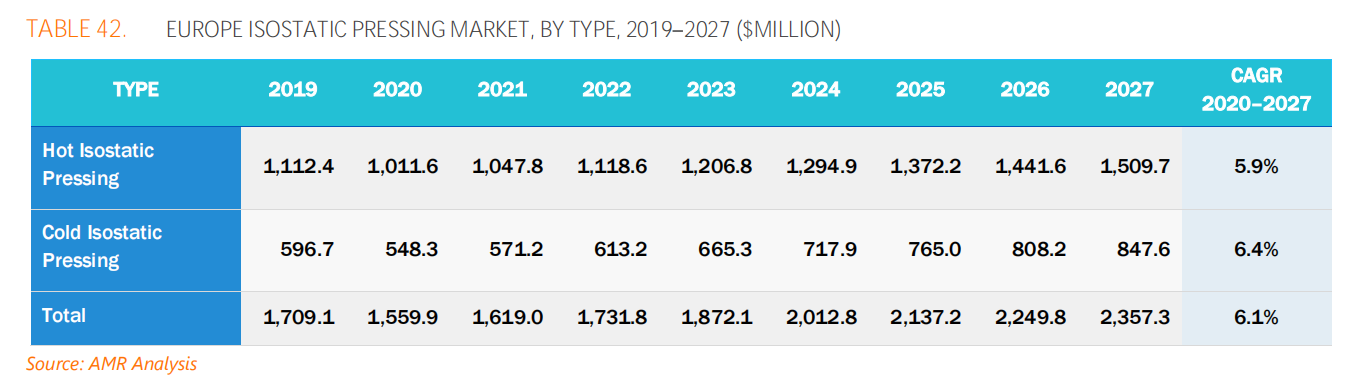 TABLE 42. EUROPE ISOSTATIC PRESSING MARKET, BY TYPE, 2019–2027 ($MILLION)
TYPE 2019 2020 2021 2022 2023 2024 2025 2026 2027 CAGR 2020–2027
Hot Isostatic Pressing 1,112.4 1,011.6 1,047.8 1,118.6 1,206.8 1,294.9 1,372.2 1,441.6 1,509.7 5.9%
Cold Isostatic Pressing 596.7 548.3 571.2 613.2 665.3 717.9 765.0 808.2 847.6 6.4%
Total 1,709.1 1,559.9 1,619.0 1,731.8 1,872.1 2,012.8 2,137.2 2,249.8 2,357.3 6.1%
Source: AMR Analysis